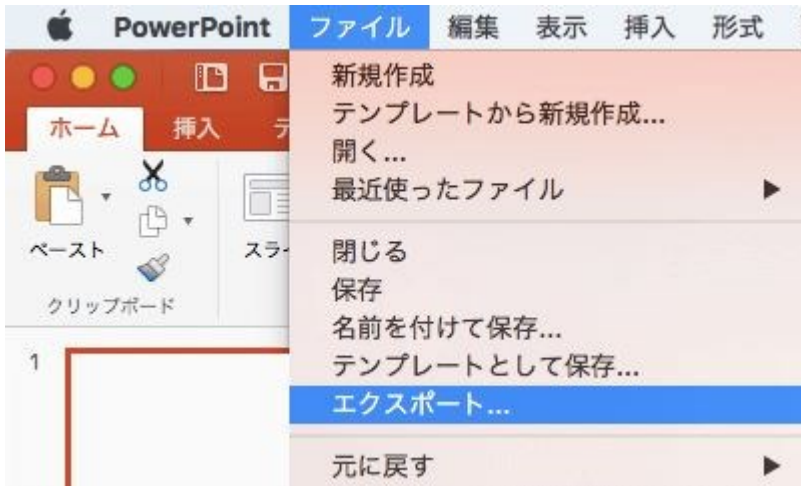 PowerPoint ファイル 編集 表示 挿入 形式
ホーム 挿入
ペースト
クリップボード
スライ
1
新規作成
テンプレートから新規作成...
開く...
最近使ったファイル
閉じる
保存
名前を付けて保存...
テンプレートとして保存...
エクスポート...
元に戻す